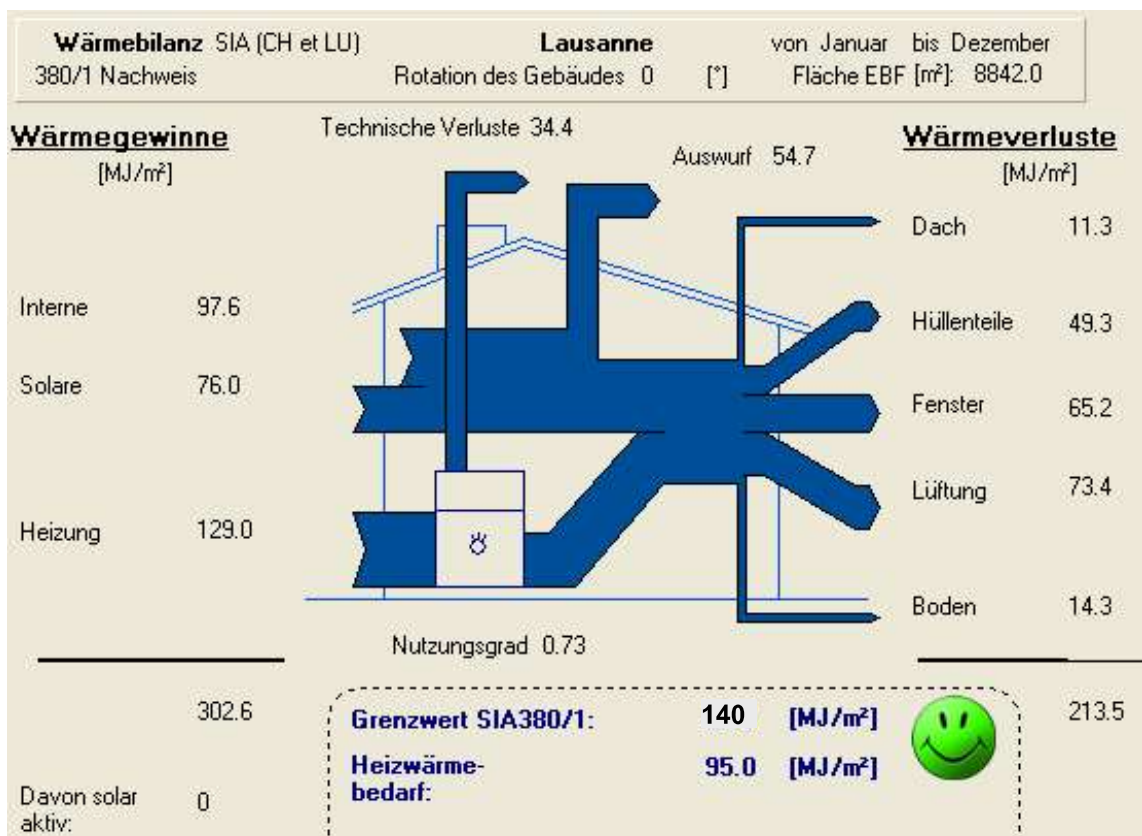 Wärmebilanz SIA (CH et LU) Lausanne von Januar bis Dezember
380/1 Nachweis Rotation des Gebäudes 0 [°] Fläche EBF [m²]: 8842.0
Wärmegewinne
[MJ/m²]
Technische Verluste 34.4
Auswurf 54.7
Wärmeverluste
[MJ/m²]
Interne 97.6
Solare 76.0
Heizung 129.0
Dach 11.3
Hüllenteile 49.3
Fenster 65.2
Lüftung 73.4
Boden 14.3
Nutzungsgrad 0.73
302.6
Davon solar 0
aktiv:
Grenzwert SIA380/1: 140 [MJ/m²]
Heizwärme- 95.0 [MJ/m²]
bedarf:
213.5